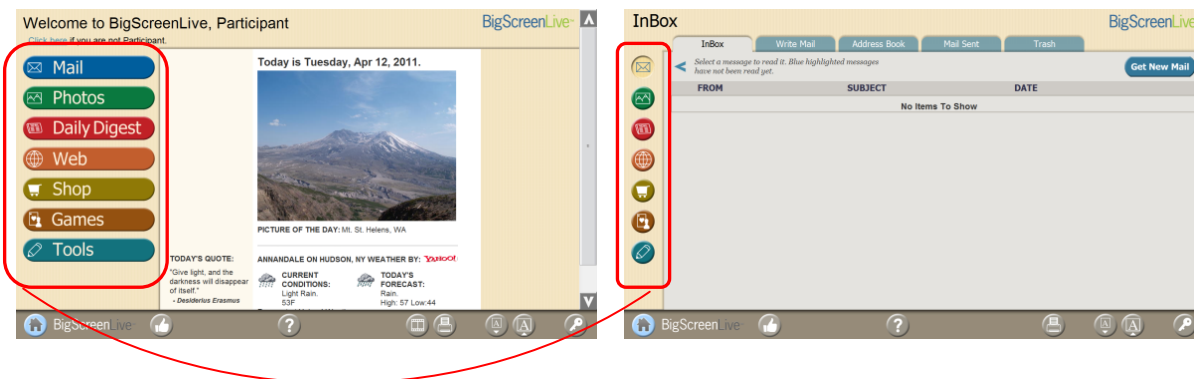 Welcome to BigScreenLive, Participant
BigScreenLive
Click here if you are not Participant.
Mail
Photos
Daily Digest
Web
Shop
Games
Tools
Today is Tuesday, Apr 12, 2011.
PICTURE OF THE DAY: Mt. St. Helens, WA
TODAY'S QUOTE:
"Give light, and the
darkness will disappear
of itself."
- Desiderius Erasmus
ANNANDALE ON HUDSON, NY WEATHER BY: YAHOO!
CURRENT
CONDITIONS:
Light Rain.
53F
TODAY'S
FORECAST:
Rain.
High: 57 Low:44
BigScreenLive
?
A
A
InBox
BigScreenLive
InBox
Write Mail
Address Book
Mail Sent
Trash
Select a message to read it. Blue highlighted messages
have not been read yet.
Get New Mail
FROM SUBJECT DATE
No Items To Show
BigScreenLive
?
A
A